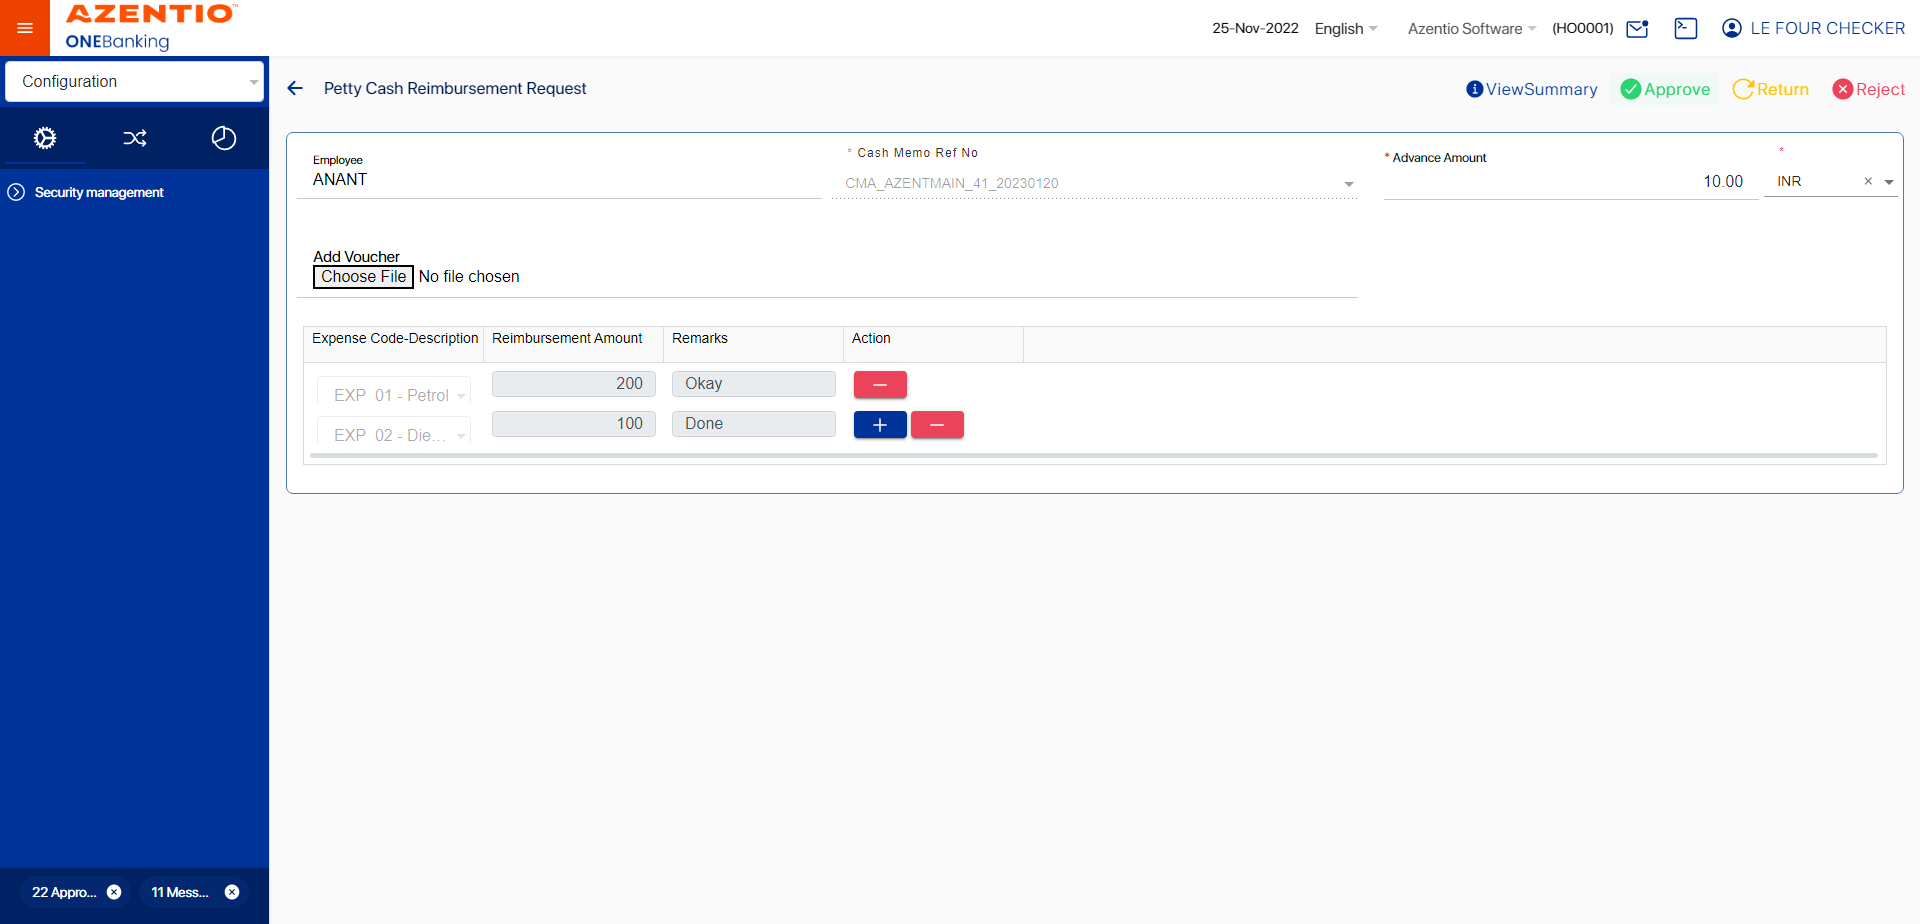 AZENTIO™
ONEBanking
25-Nov-2022 English Azentio Software (HO0001) LE FOUR CHECKER
Configuration
Petty Cash Reimbursement Request
ViewSummary Approve Return Reject
Security management
Employee
ANANT
* Cash Memo Ref No
CMA_AZENTMAIN_41_20230120
* Advance Amount
10.00
*
INR ×
Add Voucher
Choose File No file chosen
Expense Code-Description Reimbursement Amount Remarks Action
EXP 01 - Petrol 200 Okay
EXP 02 - Die... 100 Done
22 Appro... 11 Mess...